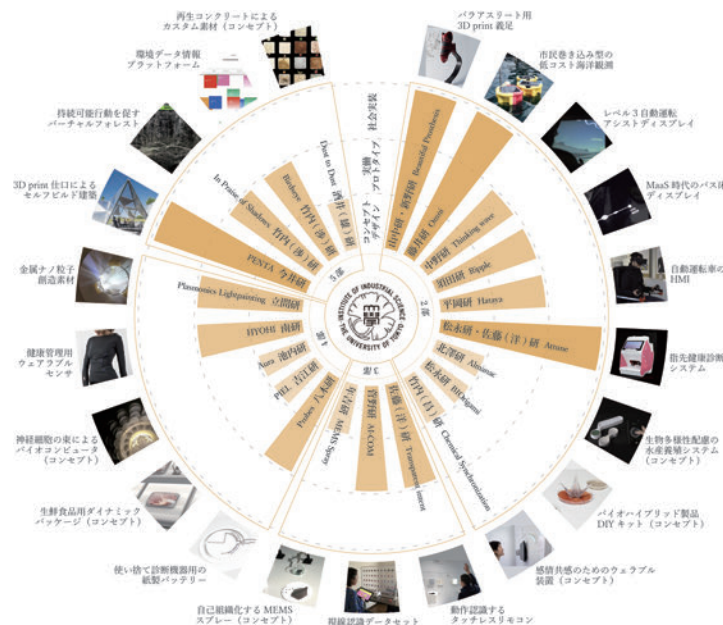 再生コンクリートによる
カスタム素材（コンセプト）
環境データ情報
プラットフォーム
持続可能行動を促す
バーチャルフォレスト
3D print 仕口による
セルフビルド建築
金属ナノ粒子
創造素材
健康管理用
ウェアラブル
センサ
神経細胞の束による
バイオコンピュータ
（コンセプト）
生鮮食品用ダイナミック
パッケージ（コンセプト）
使い捨て診断機器用の
紙製バッテリー
自己組織化する MEMS
スプレー（コンセプト）
視線認識データセット
動作認識する
タッチレスリモコン
感情共感のためのウェラブル
装置（コンセプト）
バイオハイブリッド製品
DIY キット（コンセプト）
生物多様性配慮の
水産養殖システム
（コンセプト）
指先健康診断
システム
自動運転車の
HMI
MaaS 時代のバス用
ディスプレイ
レベル 3 自動運転
アシストディスプレイ
市民巻き込み型の
低コスト海洋観測
パラアスリート用
3D print 義足
社会実装
実働
プロトタイプ
コンセプト
デザイン
山中研・新野研 Beautiful Prosthesis
藤井研 Omni
中野研 Thinking water
須田研 Ripple
平岡研 Hataya
松永研・佐藤（洋）研 Attune
北澤研 Almanac
松永研 BIOrigami
竹内（昌）研 Chemical Synchronization
佐藤（洋）研 Transparent intent
菅野研 AI-COM
年吉研 MEMS Spray
八木研 Probes
吉江研 PIEL
池内研 Aura
南研 HYOHI
立間研 Plasmonics Lightpainting
今井研 PENTA
竹内（渉）研 In Praise of Shadows
竹内（渉）研 Birdseye
酒井（雄）研 Dust to Dust
2部
3部
4部
5部
INSTITUTE OF INDUSTRIAL SCIENCE
THE UNIVERSITY OF TOKYO